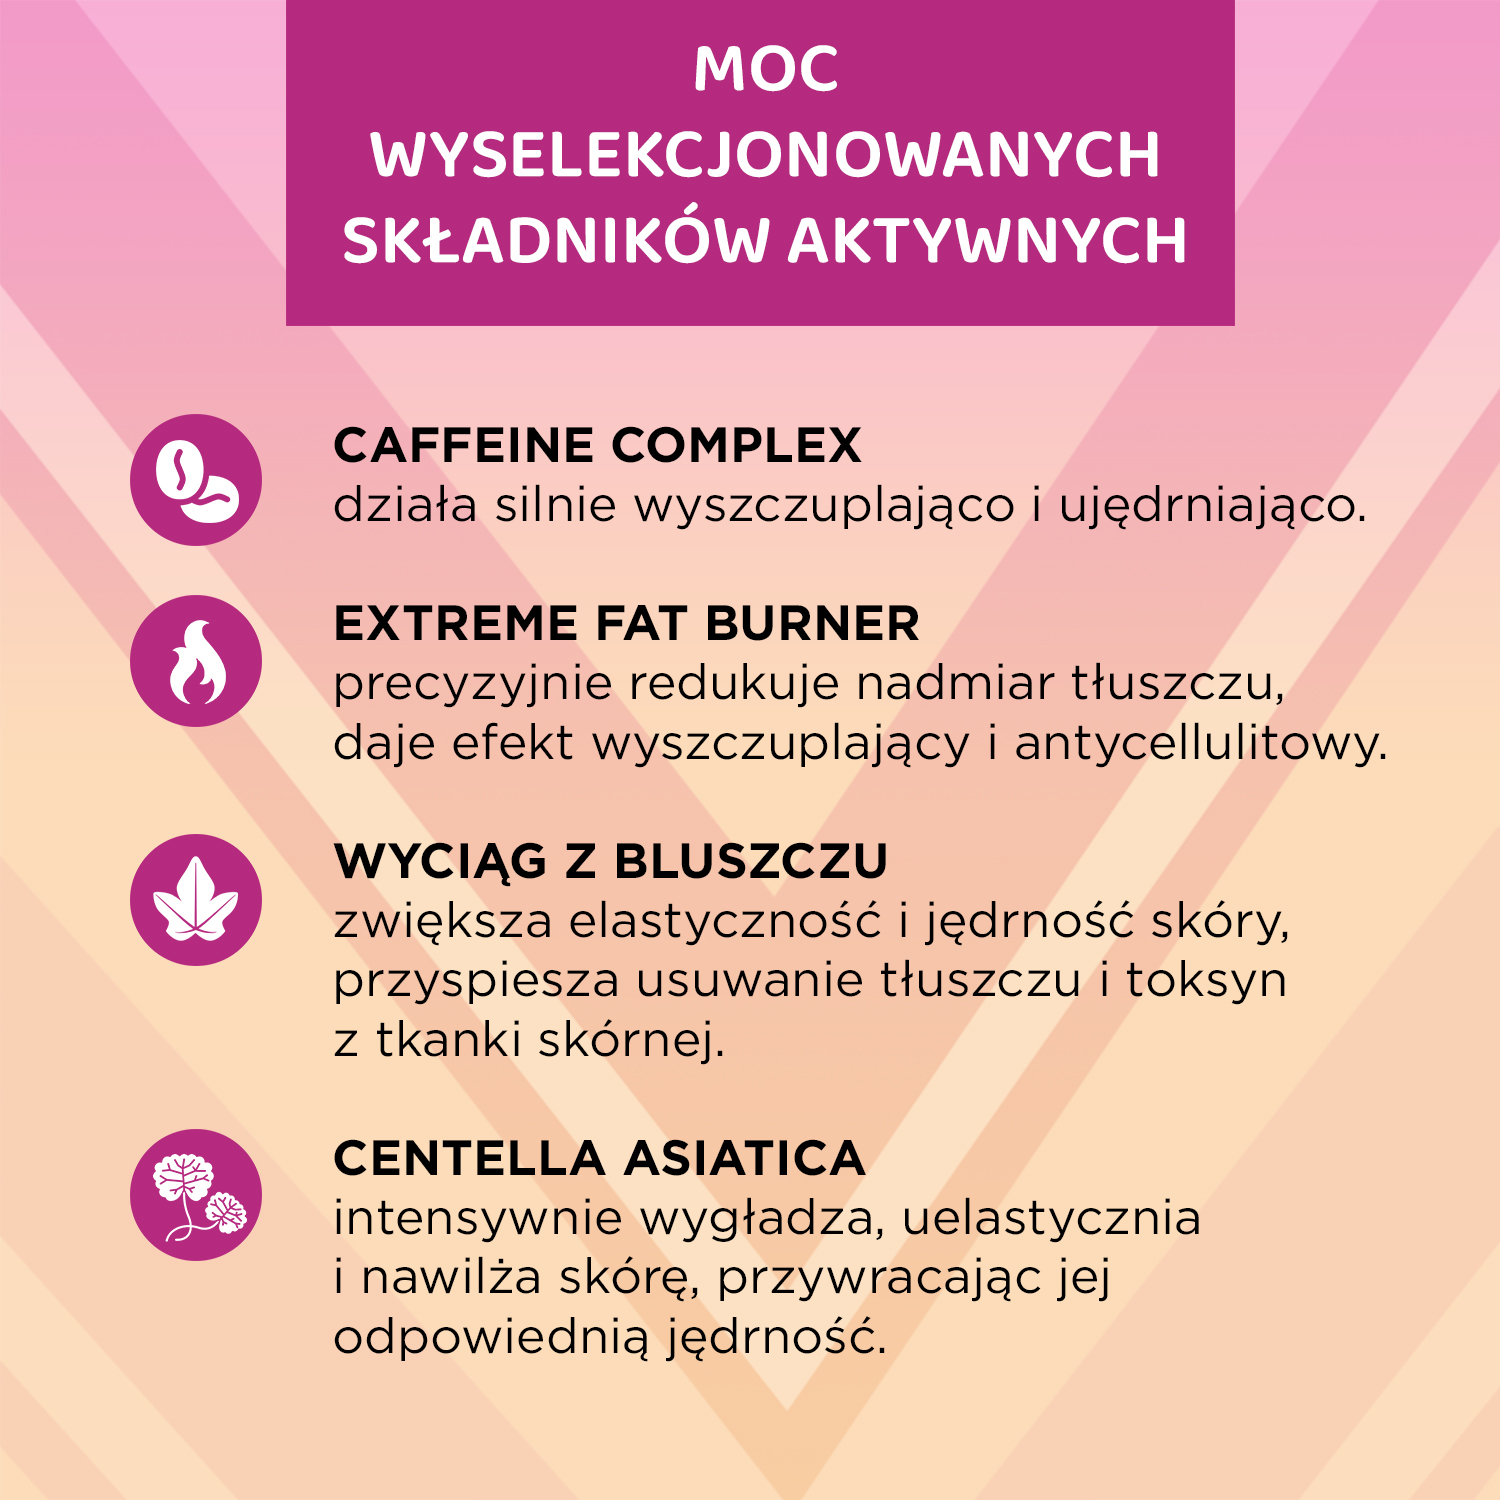 MOC
WYSELEKCJONOWANYCH
SKŁADNIKÓW AKTYWNYCH
CAFFEINE COMPLEX
działa silnie wyszczuplająco i ujędrniająco.
EXTREME FAT BURNER
precyzyjnie redukuje nadmiar tłuszczu,
daje efekt wyszczuplający i antycellulitowy.
WYCIĄG Z BLUSZCZU
zwiększa elastyczność i jędrność skóry,
przyspiesza usuwanie tłuszczu i toksyn
z tkanki skórnej.
CENTELLA ASIATICA
intensywnie wygładza, uelastycznia
i nawilża skórę, przywracając jej
odpowiednią jędrność.